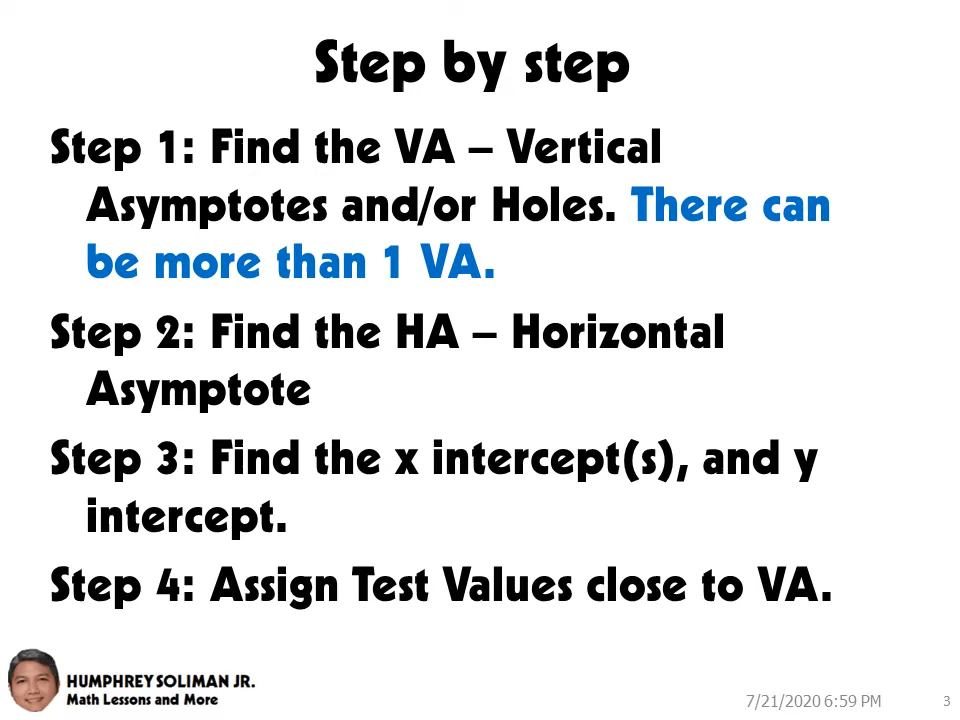 Step by step
Step 1: Find the VA – Vertical
Asymptotes and/or Holes. There can
be more than 1 VA.
Step 2: Find the HA – Horizontal
Asymptote
Step 3: Find the x intercept(s), and y
intercept.
Step 4: Assign Test Values close to VA.
HUMPHREY SOLIMAN JR.
Math Lessons and More
7/21/2020 6:59 PM
3